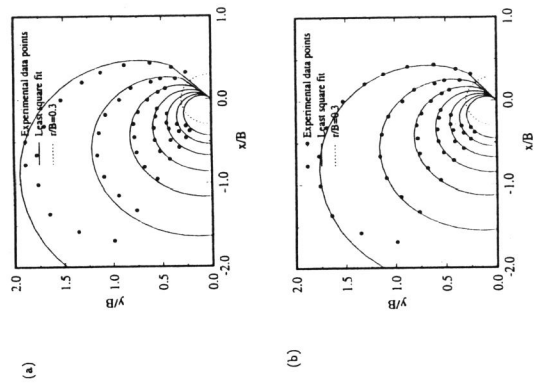 (a)
2.0
1.5
1.0
0.5
0.0
y/B
-2.0
-1.0
0.0
1.0
x/B
Experimental data points
Least square fit
r/B=0.3
(b)
2.0
1.5
1.0
0.5
0.0
y/B
-2.0
-1.0
0.0
1.0
x/B
Experimental data points
Least square fit
r/B=0.3